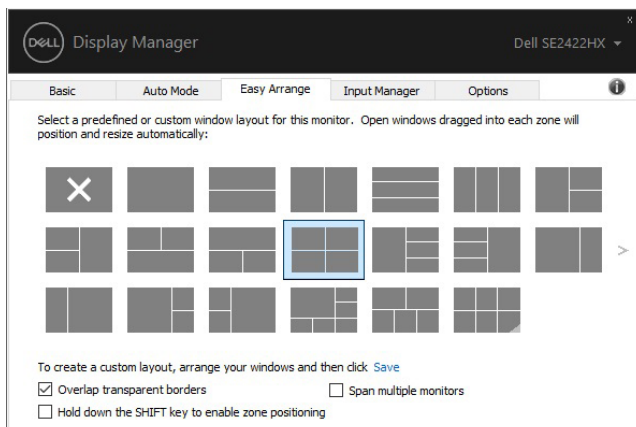 DELL Display Manager
Dell SE2422HX
Basic Auto Mode Easy Arrange Input Manager Options
Select a predefined or custom window layout for this monitor. Open windows dragged into each zone will
position and resize automatically:
To create a custom layout, arrange your windows and then click Save
Overlap transparent borders
Span multiple monitors
Hold down the SHIFT key to enable zone positioning